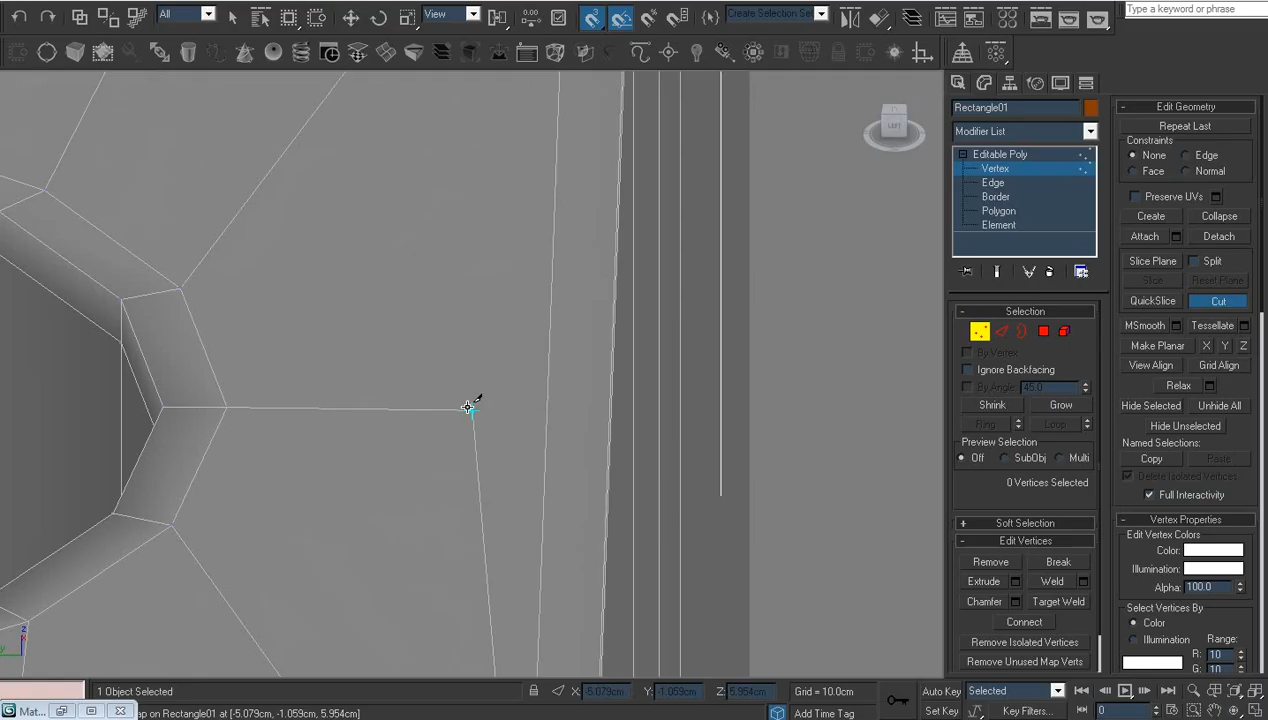 All
View
0.00
3
Create Selection Set
Type a keyword or phrase
LEFT
Rectangle01
Modifier List
Editable Poly
Vertex
Edge
Border
Polygon
Element
Selection
By Vertex
Ignore Backfacing
By Angle: 45.0
Shrink
Grow
Ring
Loop
Preview Selection
Off
SubObj
Multi
0 Vertices Selected
Soft Selection
Edit Vertices
Remove
Break
Extrude
Weld
Chamfer
Target Weld
Connect
Remove Isolated Vertices
Remove Unused Map Verts
Edit Geometry
Repeat Last
Constraints
None
Edge
Face
Normal
Preserve UVs
Create
Collapse
Attach
Detach
Slice Plane
Split
Slice
Reset Plane
QuickSlice
Cut
MSmooth
Tessellate
Make Planar
X
Y
Z
View Align
Grid Align
Relax
Hide Selected
Unhide All
Hide Unselected
Named Selections:
Copy
Paste
Delete Isolated Vertices
Full Interactivity
Vertex Properties
Edit Vertex Colors
Color:
Illumination:
Alpha: 100.0
Select Vertices By
Color
Illumination
Range:
R: 10
G: 10
z
y
1 Object Selected
X: -5.079cm
Y: -1.059cm
Z: 5.954cm
Grid = 10.0cm
Auto Key
Selected
Mat...
ap on Rectangle01 at [-5.079cm, -1.059cm, 5.954cm]
Add Time Tag
Set Key
Key Filters...
0